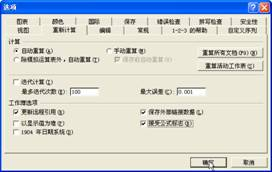 选项
图表 颜色 国际 保存 错误检查 拼写检查 安全性
视图 重新计算 编辑 常规 1-2-3 的帮助 自定义序列
计算
自动重算(A) 手动重算(M) 重算所有文档(F9)(N)
除模拟运算表外，自动重算(T) 保存前自动重算(R) 重算活动工作表(C)
迭代计算(I)
最多迭代次数(E): 100 最大误差(C): 0.001
工作簿选项
更新远程引用(R) 保存外部链接数据(L)
以显示值为准(P) 接受公式标志(B)
1904 年日期系统(4)
确定 取消